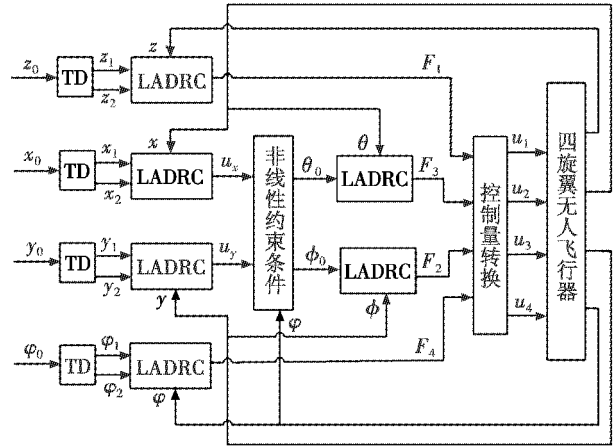 z₀ TD z₁ z₂ z LADRC F₁
x₀ TD x₁ x₂ x LADRC uₓ
θ₀ θ LADRC F₃
y₀ TD y₁ y₂ y LADRC u_y
ϕ₀ ϕ LADRC F₂
φ₀ TD φ₁ φ₂ φ LADRC F₄
非线性约束条件
φ
控制量转换
u₁
u₂
u₃
u₄
四旋翼无人飞行器